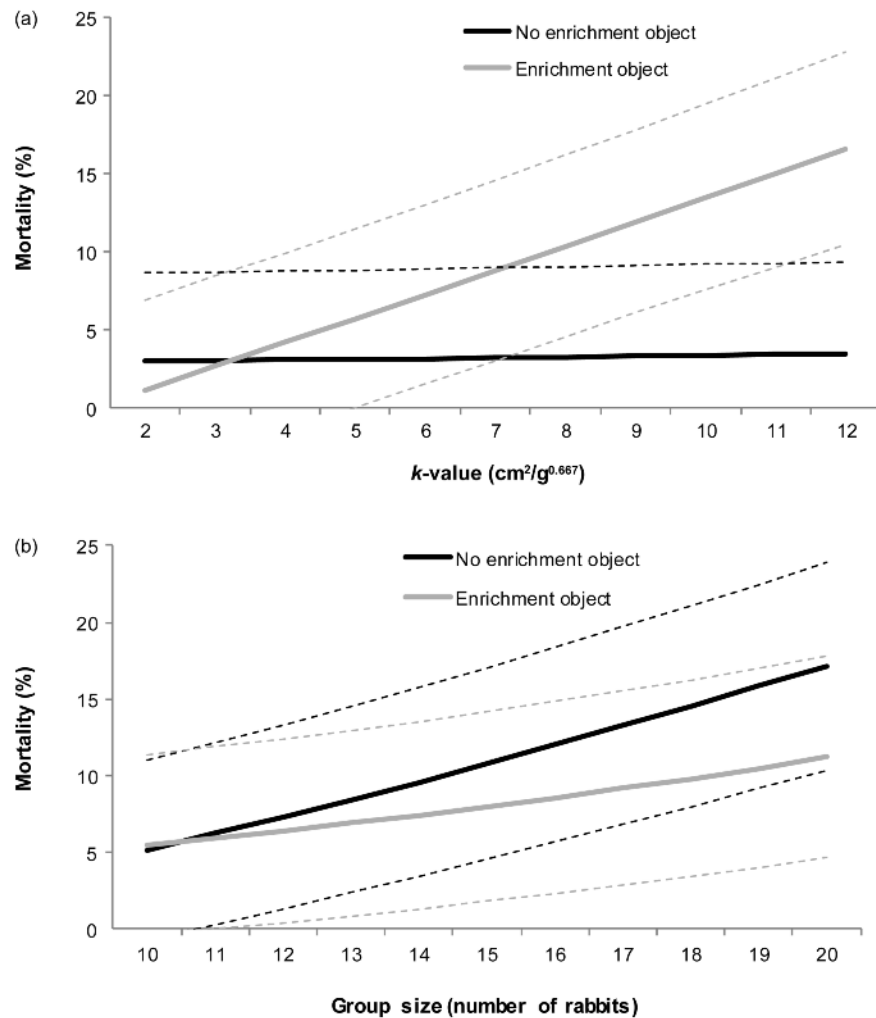 (a)
25
20
15
10
5
0
Mortality (%)
No enrichment object
Enrichment object
2 3 4 5 6 7 8 9 10 11 12
k-value (cm²/g⁰·⁶⁶⁷)
(b)
25
20
15
10
5
0
Mortality (%)
No enrichment object
Enrichment object
10 11 12 13 14 15 16 17 18 19 20
Group size (number of rabbits)